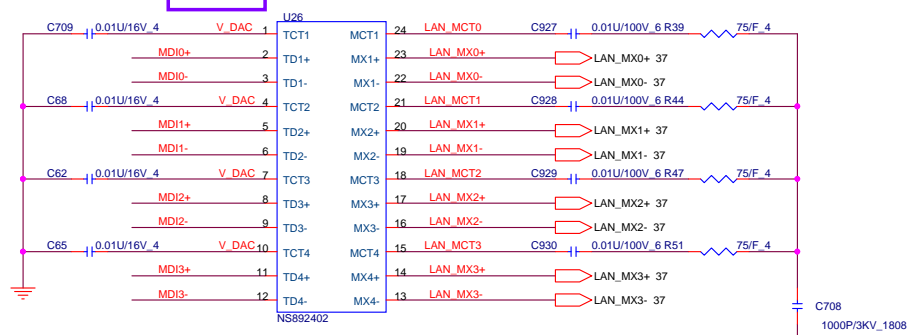 U26
C709 0.01U/16V_4 V_DAC 1 TCT1 MCT1 24 LAN_MCT0 C927 0.01U/100V_6 R39 75/F_4
MDI0+ 2 TD1+ MX1+ 23 LAN_MX0+ LAN_MX0+ 37
MDI0- 3 TD1- MX1- 22 LAN_MX0- LAN_MX0- 37
C68 0.01U/16V_4 V_DAC 4 TCT2 MCT2 21 LAN_MCT1 C928 0.01U/100V_6 R44 75/F_4
MDI1+ 5 TD2+ MX2+ 20 LAN_MX1+ LAN_MX1+ 37
MDI1- 6 TD2- MX2- 19 LAN_MX1- LAN_MX1- 37
C62 0.01U/16V_4 V_DAC 7 TCT3 MCT3 18 LAN_MCT2 C929 0.01U/100V_6 R47 75/F_4
MDI2+ 8 TD3+ MX3+ 17 LAN_MX2+ LAN_MX2+ 37
MDI2- 9 TD3- MX3- 16 LAN_MX2- LAN_MX2- 37
C65 0.01U/16V_4 V_DAC 10 TCT4 MCT4 15 LAN_MCT3 C930 0.01U/100V_6 R51 75/F_4
MDI3+ 11 TD4+ MX4+ 14 LAN_MX3+ LAN_MX3+ 37
MDI3- 12 TD4- MX4- 13 LAN_MX3- LAN_MX3- 37
NS892402
C708
1000P/3KV_1808